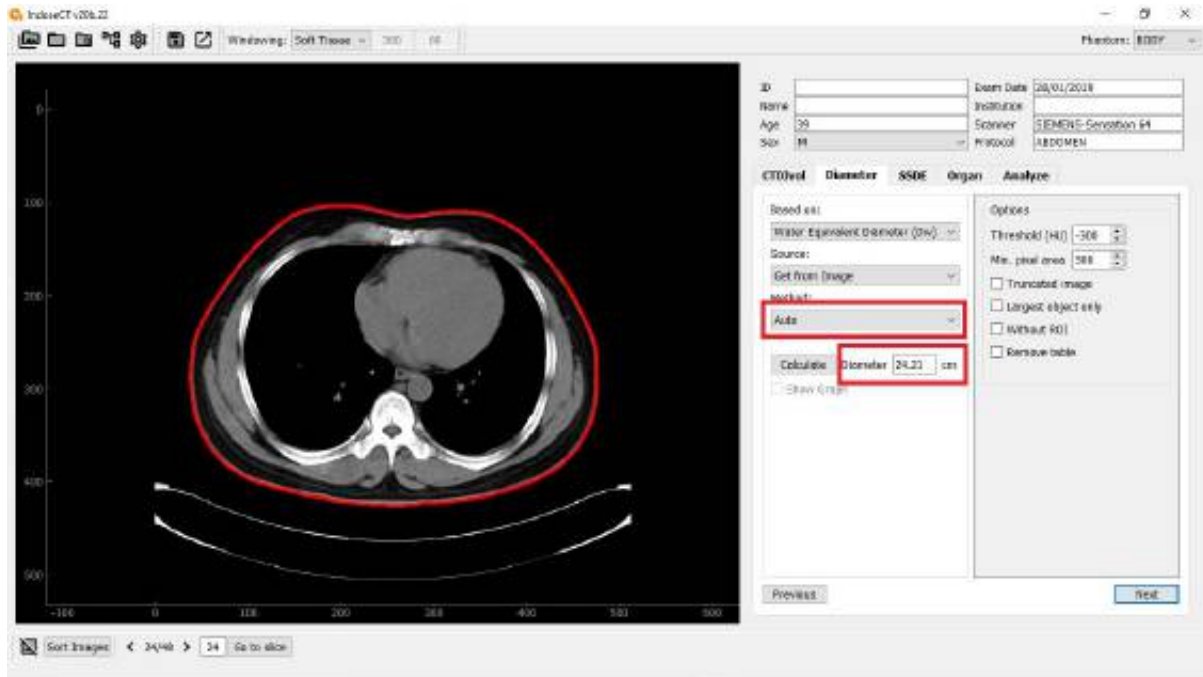 IndoseCT v20b.22
Windowing: Soft Tissue 300 60
Phantom: BODY
ID
Name
Age 39
Sex M
Exam Date 28/01/2019
Institution
Scanner SIEMENS-Sensation 64
Protocol ABDOMEN
CTDIvol Diameter SSDE Organ Analyze
Based on:
Water Equivalent Diameter (Dw)
Source:
Get from Image
Method:
Auto
Calculate Diameter 24.21 cm
Show Graph
Options
Threshold (HU) -300
Min. pixel area 500
Truncated image
Largest object only
Without ROI
Remove table
0
100
200
300
400
500
-100 0 100 200 300 400 500 600
Previous Next
Sort Images 34 Go to slice